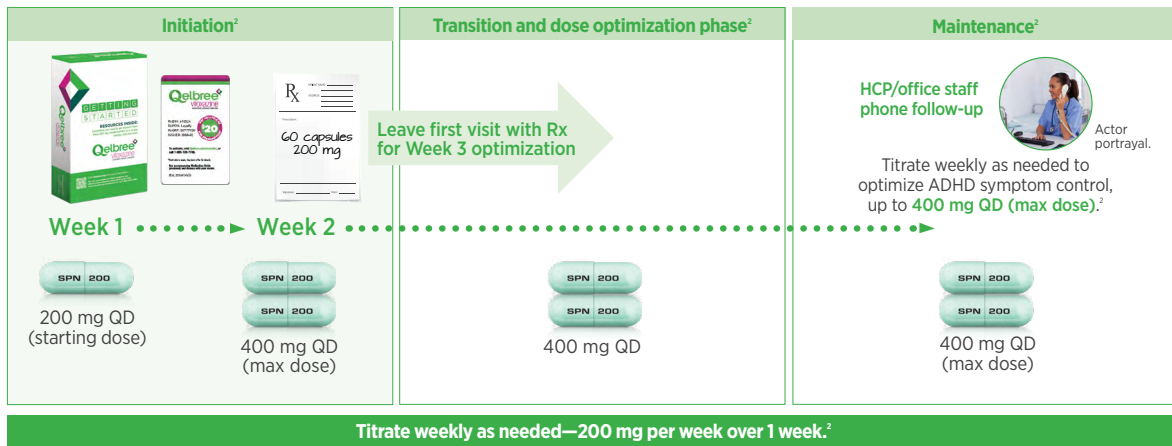 Initiation²
Transition and dose optimization phase²
Maintenance²
GETTING
STARTED
RESOURCES INSIDE:
Qelbree
viloxazine
Qelbree
viloxazine
$20
Rx
60 capsules
200 mg
Leave first visit with Rx
for Week 3 optimization
HCP/office staff
phone follow-up
Actor
portrayal.
Titrate weekly as needed to
optimize ADHD symptom control,
up to 400 mg QD (max dose).²
Week 1
Week 2
SPN 200
200 mg QD
(starting dose)
SPN 200
SPN 200
400 mg QD
(max dose)
SPN 200
SPN 200
400 mg QD
SPN 200
SPN 200
400 mg QD
(max dose)
Titrate weekly as needed—200 mg per week over 1 week.²